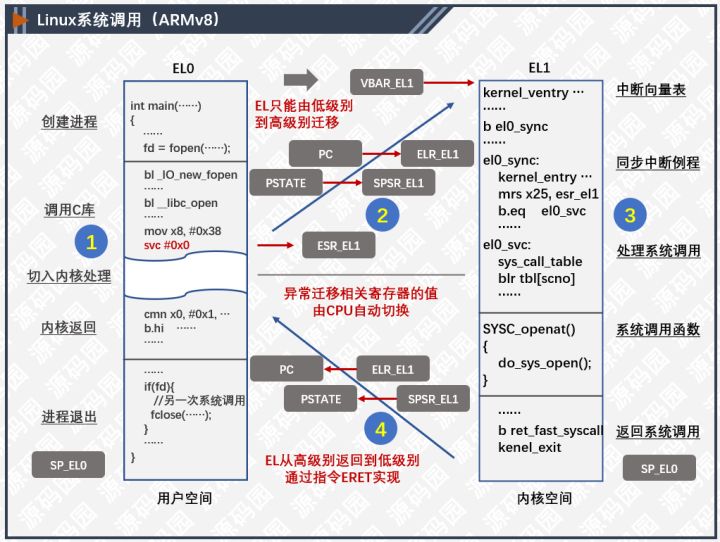 Linux系统调用（ARMv8）
EL0
EL1
创建进程
调用C库
1
切入内核处理
内核返回
进程退出
SP_EL0
int main(……)
{
……
fd = fopen(……);
bl _IO_new_fopen
……
bl __libc_open
……
mov x8, #0x38
svc #0x0
cmn x0, #0x1, …
b.hi ……
……
……
if(fd){
//另一次系统调用
fclose(……);
}
……
}
用户空间
EL只能由低级别
到高级别迁移
VBAR_EL1
PC
ELR_EL1
PSTATE
SPSR_EL1
2
ESR_EL1
异常迁移相关寄存器的值
由CPU自动切换
PC
ELR_EL1
PSTATE
SPSR_EL1
4
EL从高级别返回到低级别
通过指令ERET实现
kernel_ventry …
……
b el0_sync
……
el0_sync:
kernel_entry …
mrs x25, esr_el1
b.eq el0_svc
……
el0_svc:
sys_call_table
blr tbl[scno]
……
SYSC_openat()
{
do_sys_open();
}
……
b ret_fast_syscall
kenel_exit
内核空间
中断向量表
同步中断例程
3
处理系统调用
系统调用函数
返回系统调用
SP_EL0
源码园